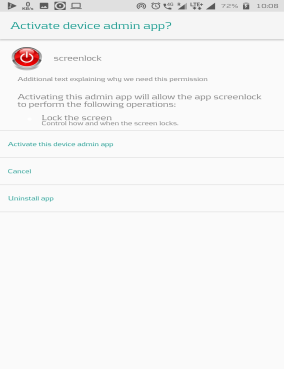 72% 10:08
Activate device admin app?
screenlock
Additional text explaining why we need this permission
Activating this admin app will allow the app screenlock
to perform the following operations:
Lock the screen
Control how and when the screen locks.
Activate this device admin app
Cancel
Uninstall app